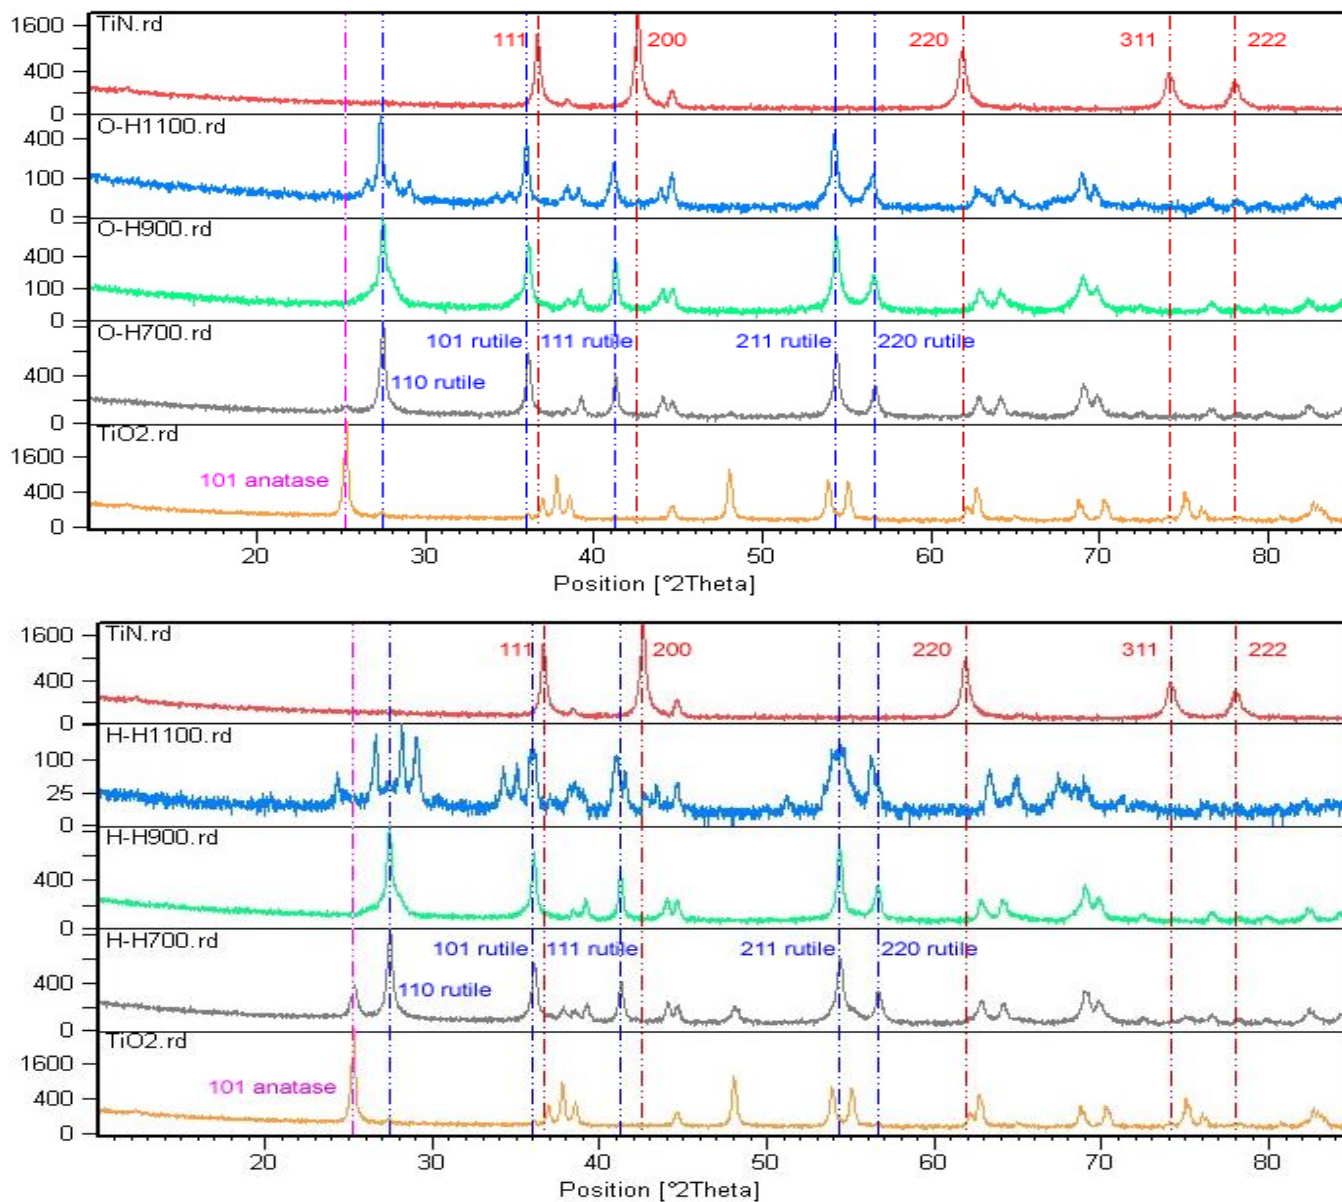 1600
TiN.rd
111
200
220
311
222
400
0
O-H1100.rd
400
100
0
O-H900.rd
400
100
0
O-H700.rd
101 rutile
111 rutile
211 rutile
220 rutile
400
110 rutile
0
TiO2.rd
1600
101 anatase
400
0
20
30
40
50
60
70
80
Position [°2Theta]
1600
TiN.rd
111
200
220
311
222
400
0
H-H1100.rd
100
25
0
H-H900.rd
400
0
H-H700.rd
101 rutile
111 rutile
211 rutile
220 rutile
400
110 rutile
0
TiO2.rd
1600
101 anatase
400
0
20
30
40
50
60
70
80
Position [°2Theta]